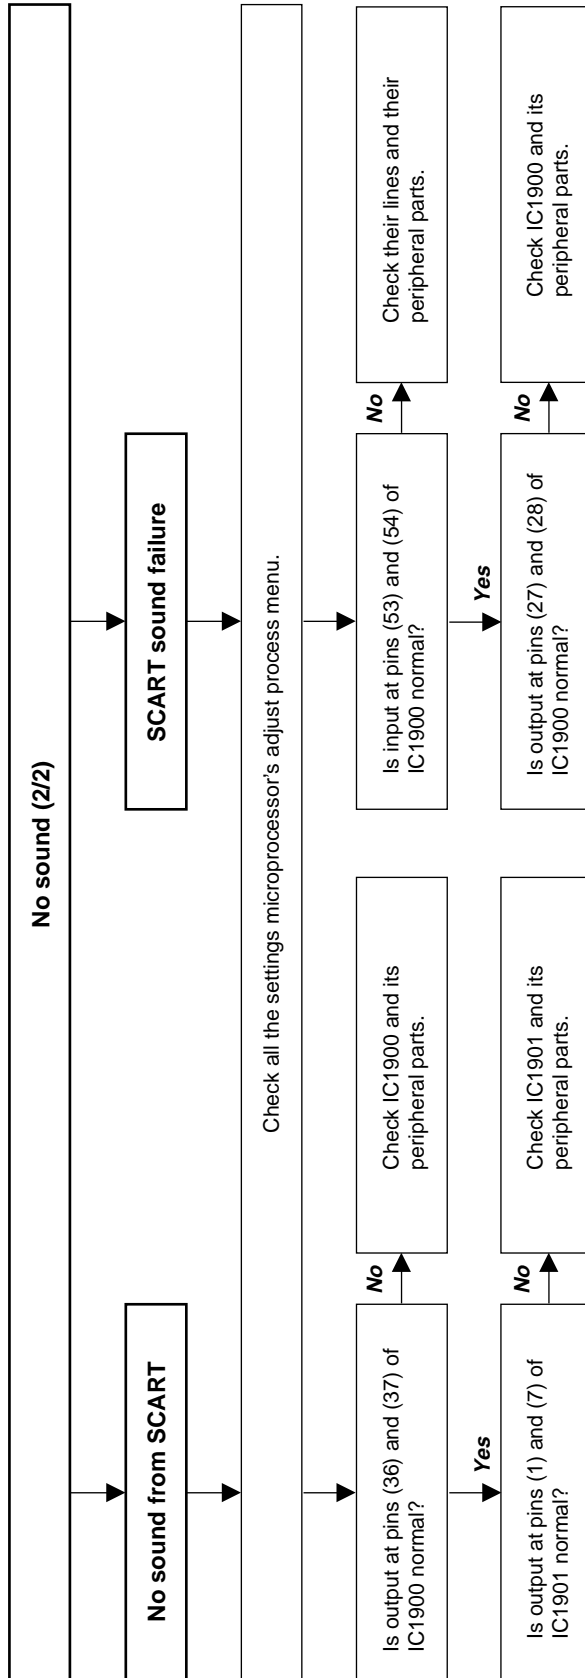 No sound (2/2)
No sound from SCART
SCART sound failure
Check all the settings microprocessor's adjust process menu.
Is output at pins (36) and (37) of
IC1900 normal?
No
Check IC1900 and its
peripheral parts.
Yes
Is output at pins (1) and (7) of
IC1901 normal?
No
Check IC1901 and its
peripheral parts.
Is input at pins (53) and (54) of
IC1900 normal?
No
Check their lines and their
peripheral parts.
Yes
Is output at pins (27) and (28) of
IC1900 normal?
No
Check IC1900 and its
peripheral parts.